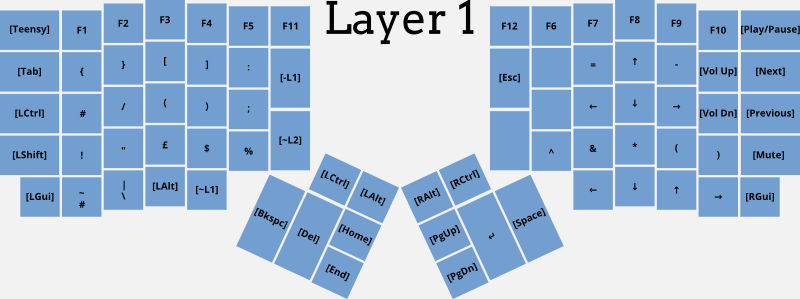 Layer 1
[Teensy] F1 F2 F3 F4 F5 F11 F12 F6 F7 F8 F9 F10 [Play/Pause]
[Tab] { } [ ] : [-L1] [Esc] = ↑ - [Vol Up] [Next]
[LCtrl] # / ( ) ; ← ↓ → [Vol Dn] [Previous]
[LShift] ! " £ $ % [~L2] ^ & * ( ) [Mute]
[LGui] ~ | [LAlt] [~L1] ← ↓ ↑ → [RGui]
# \
[LCtrl] [LAlt] [RAlt] [RCtrl]
[Bkspc] [Del] [Home] [PgUp] ↵ [Space]
[End] [PgDn]